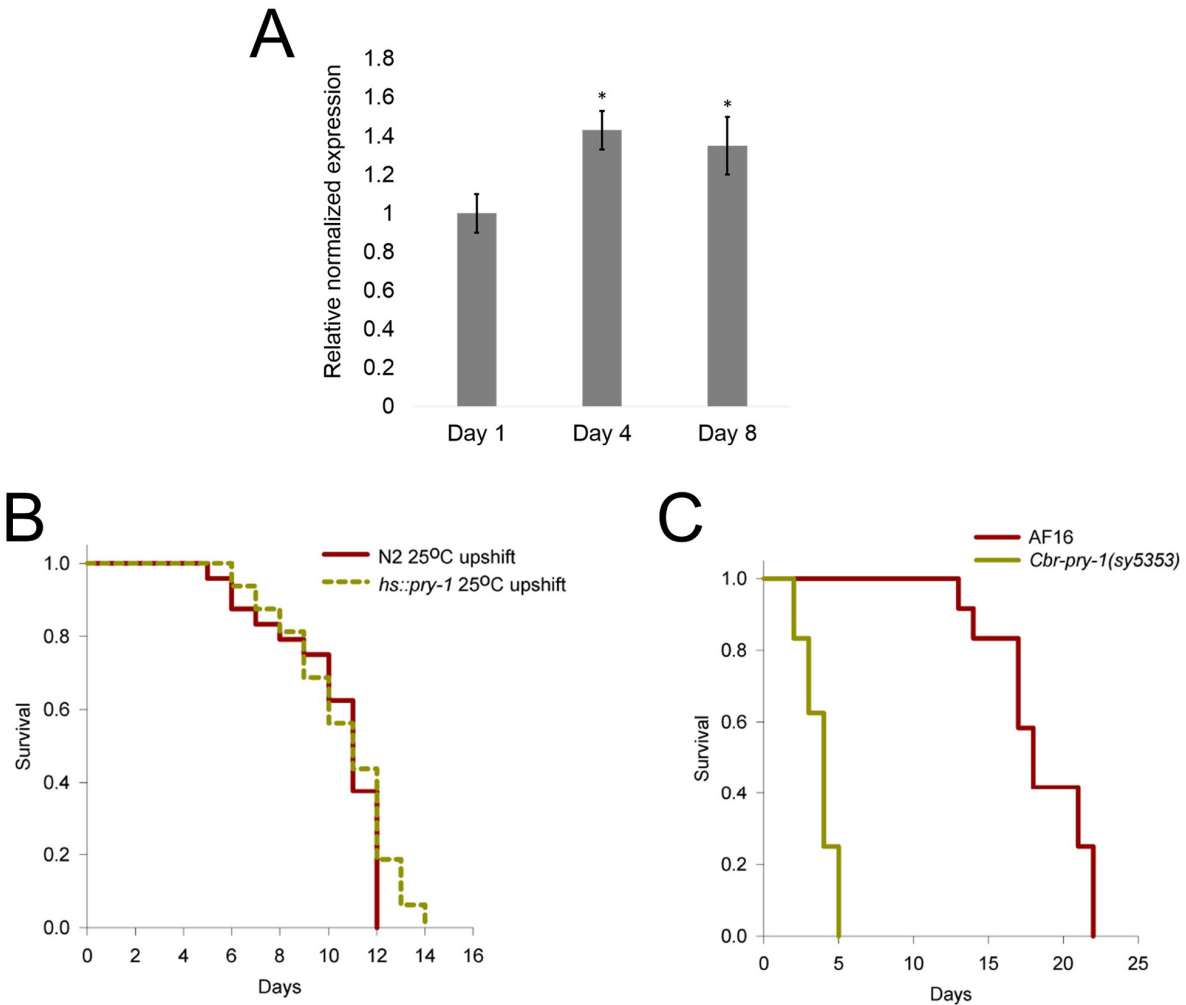 A
Relative normalized expression
1.8
1.6
1.4
1.2
1
0.8
0.6
0.4
0.2
0
*
*
Day 1
Day 4
Day 8
B
N2 25ºC upshift
hs::pry-1 25ºC upshift
Survival
1.0
0.8
0.6
0.4
0.2
0.0
0 2 4 6 8 10 12 14 16
Days
C
AF16
Cbr-pry-1(sy5353)
Survival
1.0
0.8
0.6
0.4
0.2
0.0
0 5 10 15 20 25
Days